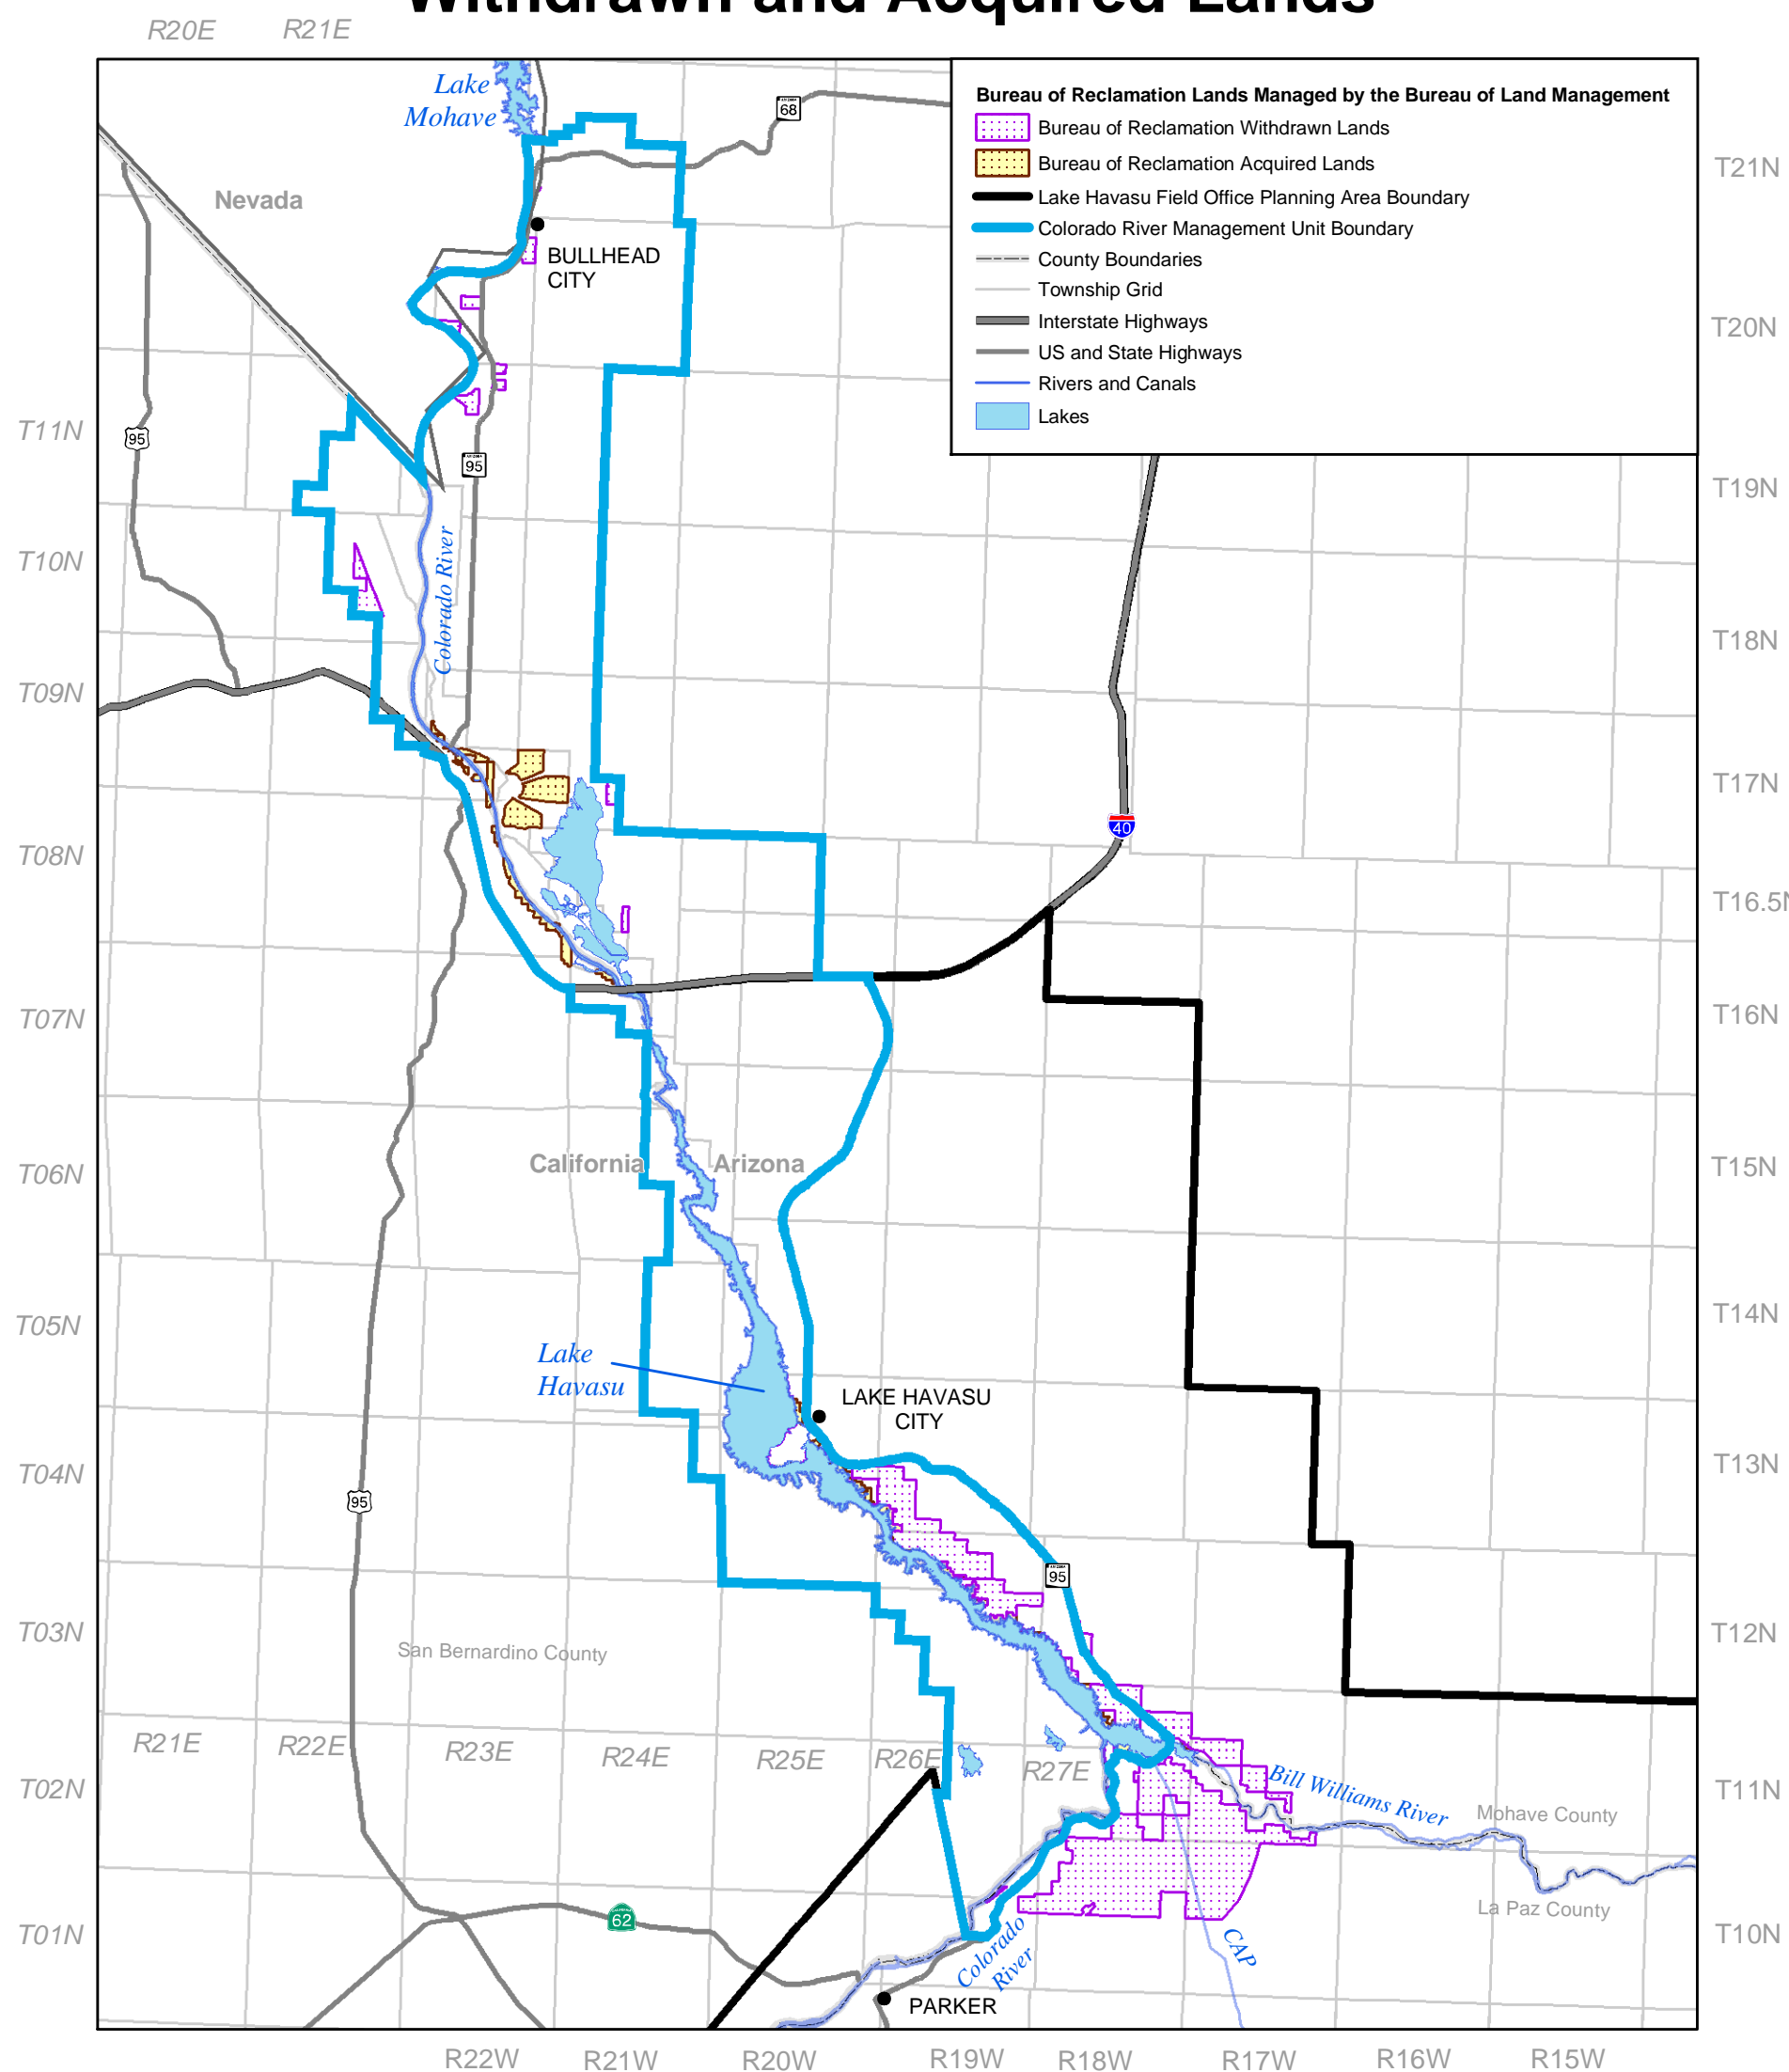 Withdrawn and Acquired Lands
R20E
R21E
Lake
Mohave
68
Nevada
BULLHEAD
CITY
Bureau of Reclamation Lands Managed by the Bureau of Land Management
Bureau of Reclamation Withdrawn Lands
Bureau of Reclamation Acquired Lands
Lake Havasu Field Office Planning Area Boundary
Colorado River Management Unit Boundary
County Boundaries
Township Grid
Interstate Highways
US and State Highways
Rivers and Canals
Lakes
T21N
T20N
T19N
T18N
T17N
T16.5N
T16N
T15N
T14N
T13N
T12N
T11N
T10N
T11N
T10N
T09N
T08N
T07N
T06N
T05N
T04N
T03N
T02N
T01N
95
95
Colorado River
40
California
Arizona
Lake
Havasu
LAKE HAVASU
CITY
95
95
San Bernardino County
R21E
R22E
R23E
R24E
R25E
R26E
R27E
Bill Williams River
Mohave County
La Paz County
62
CAP
Colorado
River
PARKER
R22W
R21W
R20W
R19W
R18W
R17W
R16W
R15W